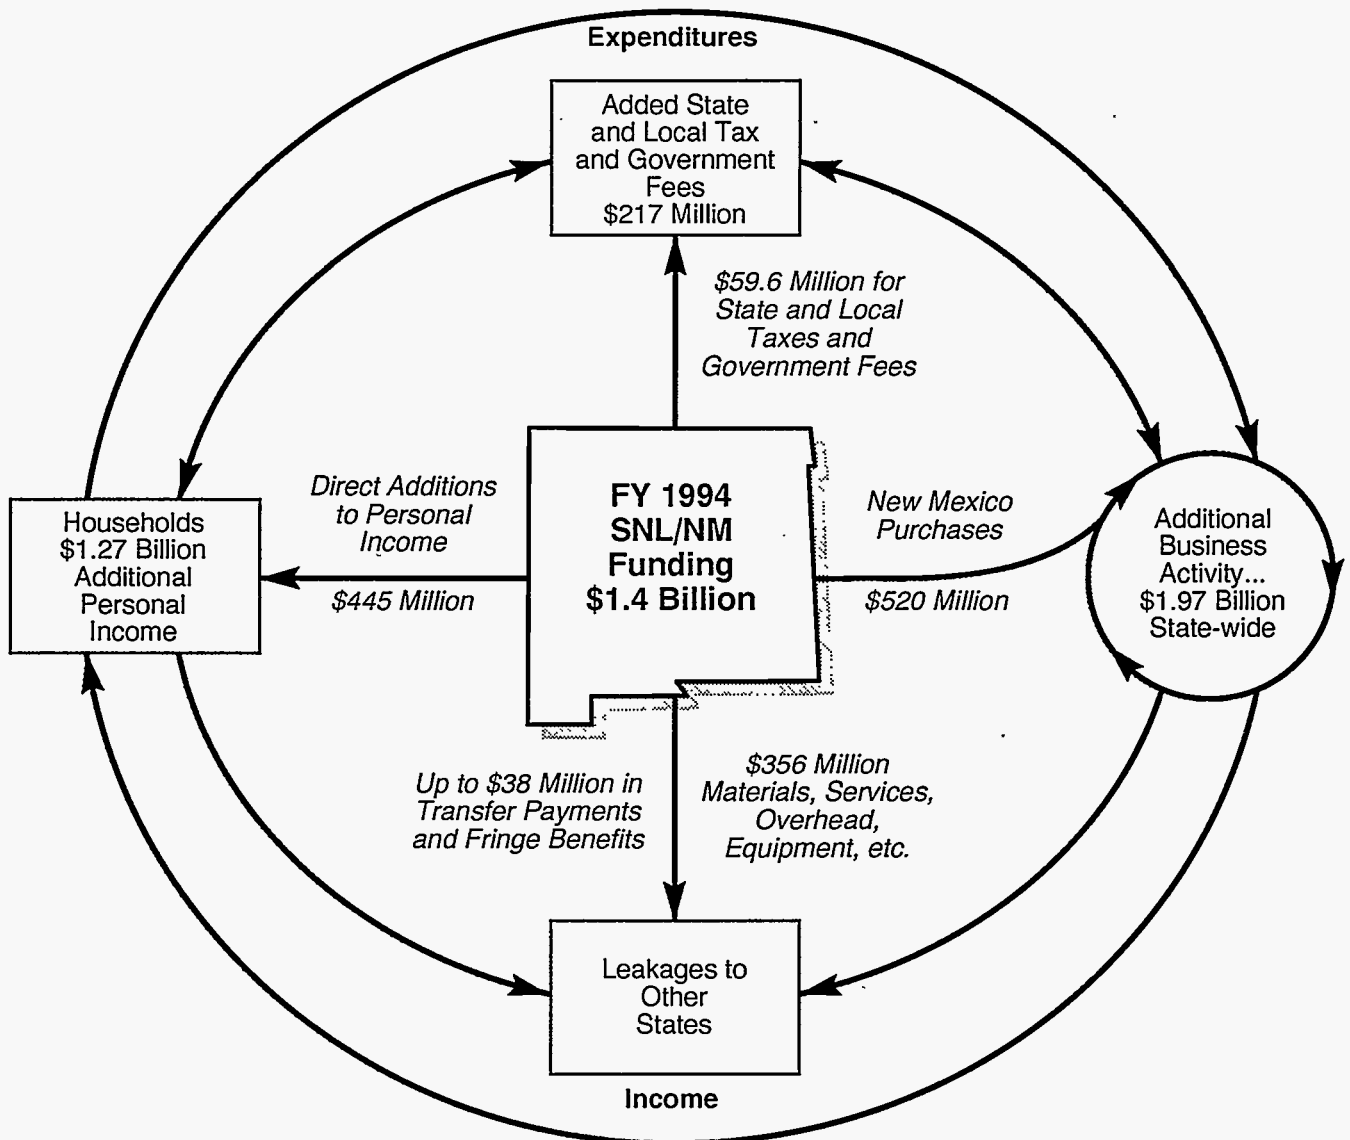 Expenditures
Added State
and Local Tax
and Government
Fees
$217 Million
$59.6 Million for
State and Local
Taxes and
Government Fees
Direct Additions
to Personal
Income
$445 Million
Households
$1.27 Billion
Additional
Personal
Income
FY 1994
SNL/NM
Funding
$1.4 Billion
New Mexico
Purchases
$520 Million
Additional
Business
Activity...
$1.97 Billion
State-wide
Up to $38 Million in
Transfer Payments
and Fringe Benefits
$356 Million
Materials, Services,
Overhead,
Equipment, etc.
Leakages to
Other
States
Income